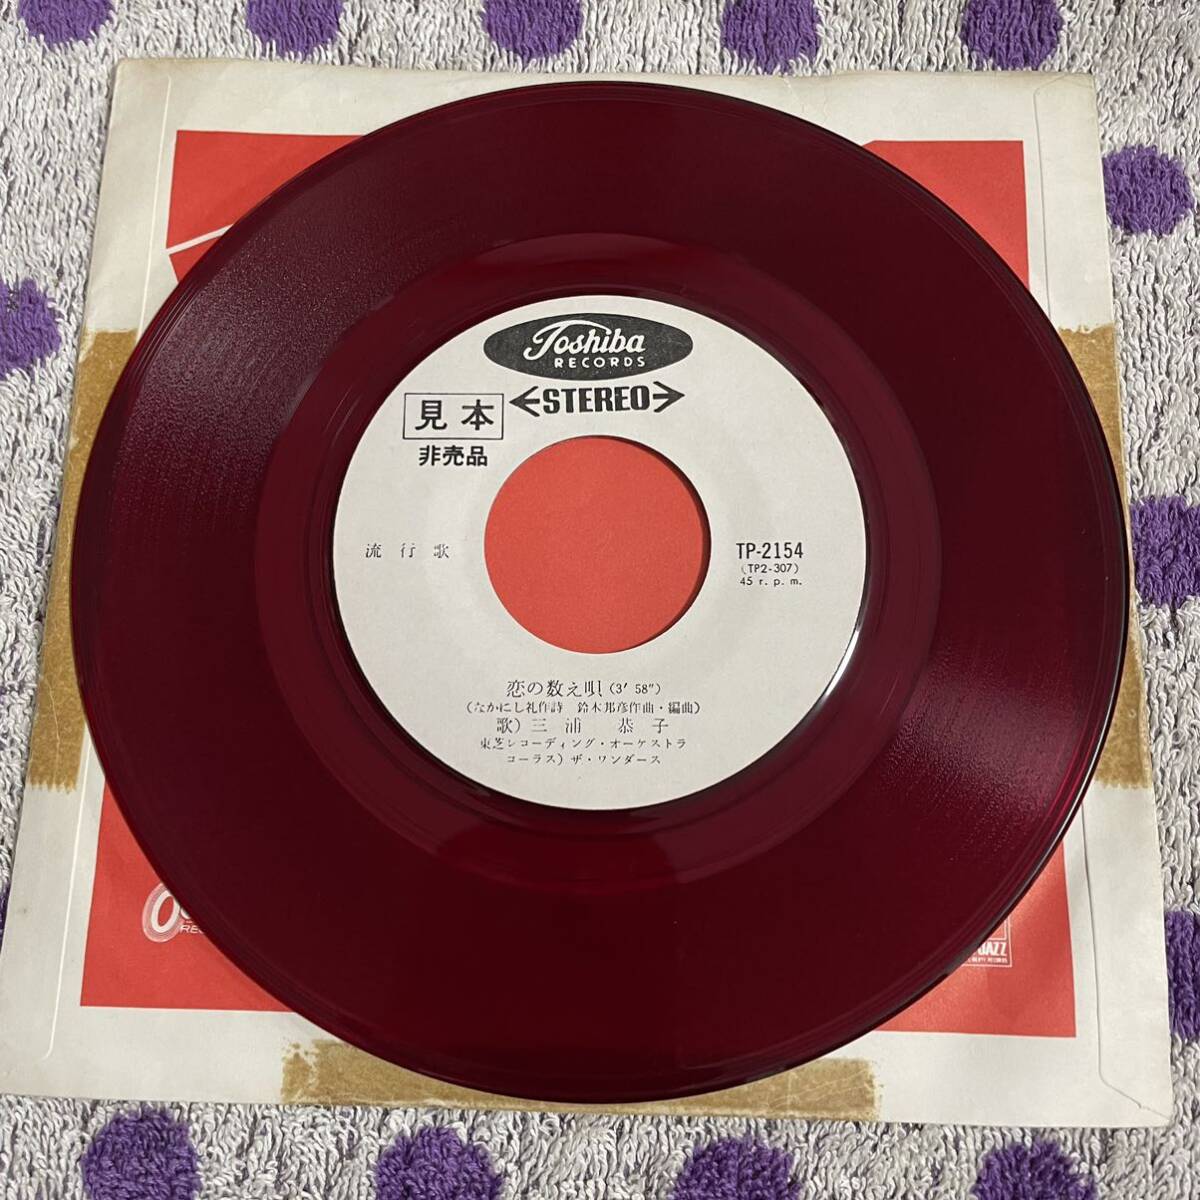 Toshiba
RECORDS
STEREO
見本
非売品
流行歌
TP-2154
(TP2-307)
45 r.p.m.
恋の数え唄(3′58″)
(なかにし礼作詩 鈴木邦彦作曲・編曲)
歌)三浦 恭子
東芝レコーディング・オーケストラ
コーラス)ザ・ワンダース
JAZZ